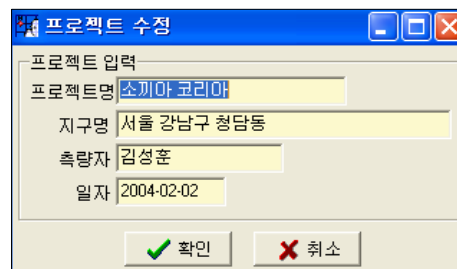 프로젝트 수정
프로젝트 입력
프로젝트명 소끼아 코리아
지구명 서울 강남구 청담동
측량자 김성훈
일자 2004-02-02
확인 취소